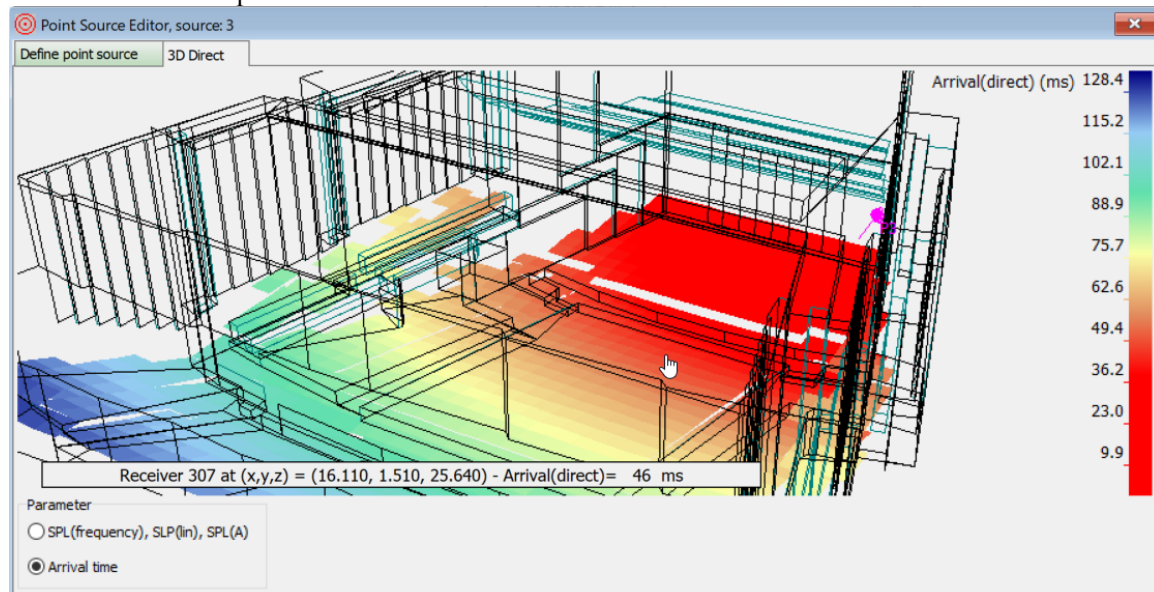 Point Source Editor, source: 3
Define point source
3D Direct
Arrival(direct) (ms)
128.4
115.2
102.1
88.9
75.7
62.6
49.4
36.2
23.0
9.9
Receiver 307 at (x,y,z) = (16.110, 1.510, 25.640) - Arrival(direct)= 46 ms
Parameter
SPL(frequency), SLP(lin), SPL(A)
Arrival time